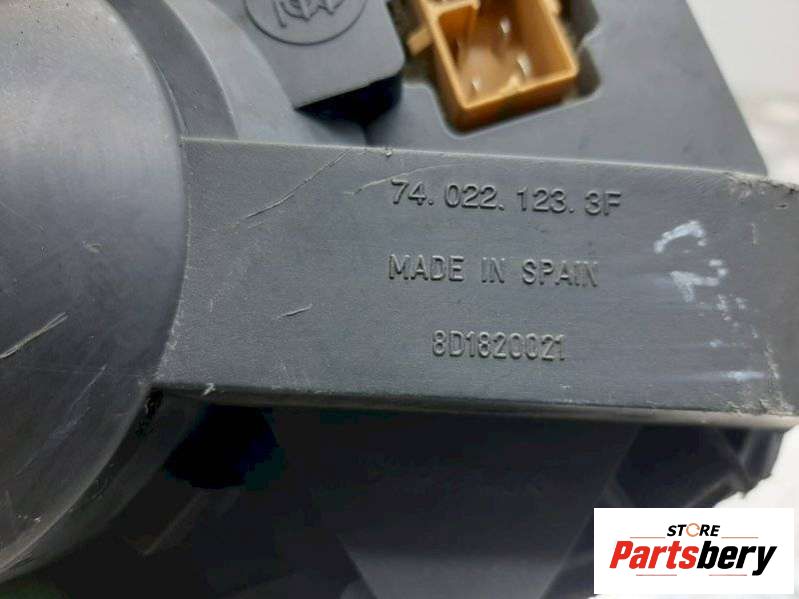 74. 022. 123. 3F
MADE IN SPAIN
8D1820021
STORE
Partsbery